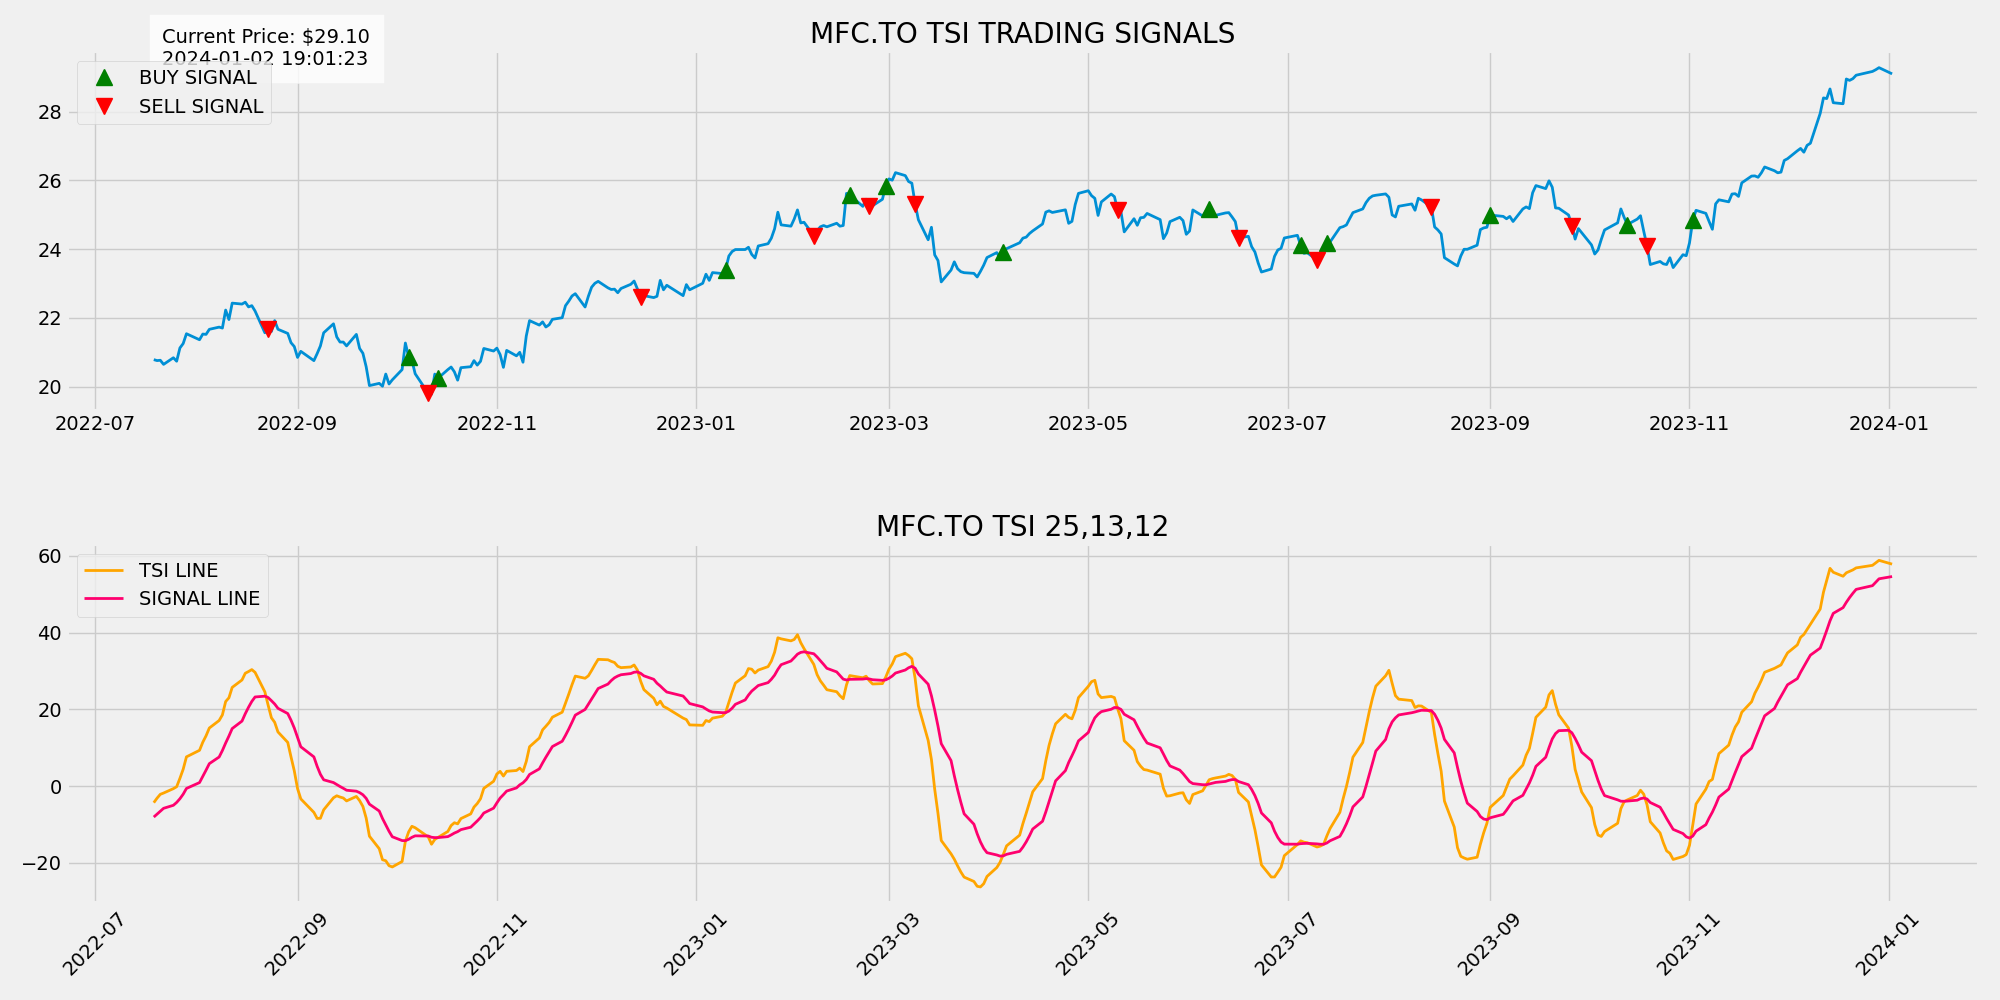 MFC.TO TSI TRADING SIGNALS
Current Price: $29.10
2024-01-02 19:01:23
BUY SIGNAL
SELL SIGNAL
28
26
24
22
20
2022-07 2022-09 2022-11 2023-01 2023-03 2023-05 2023-07 2023-09 2023-11 2024-01
MFC.TO TSI 25,13,12
TSI LINE
SIGNAL LINE
60
40
20
0
−20
2022-07 2022-09 2022-11 2023-01 2023-03 2023-05 2023-07 2023-09 2023-11 2024-01